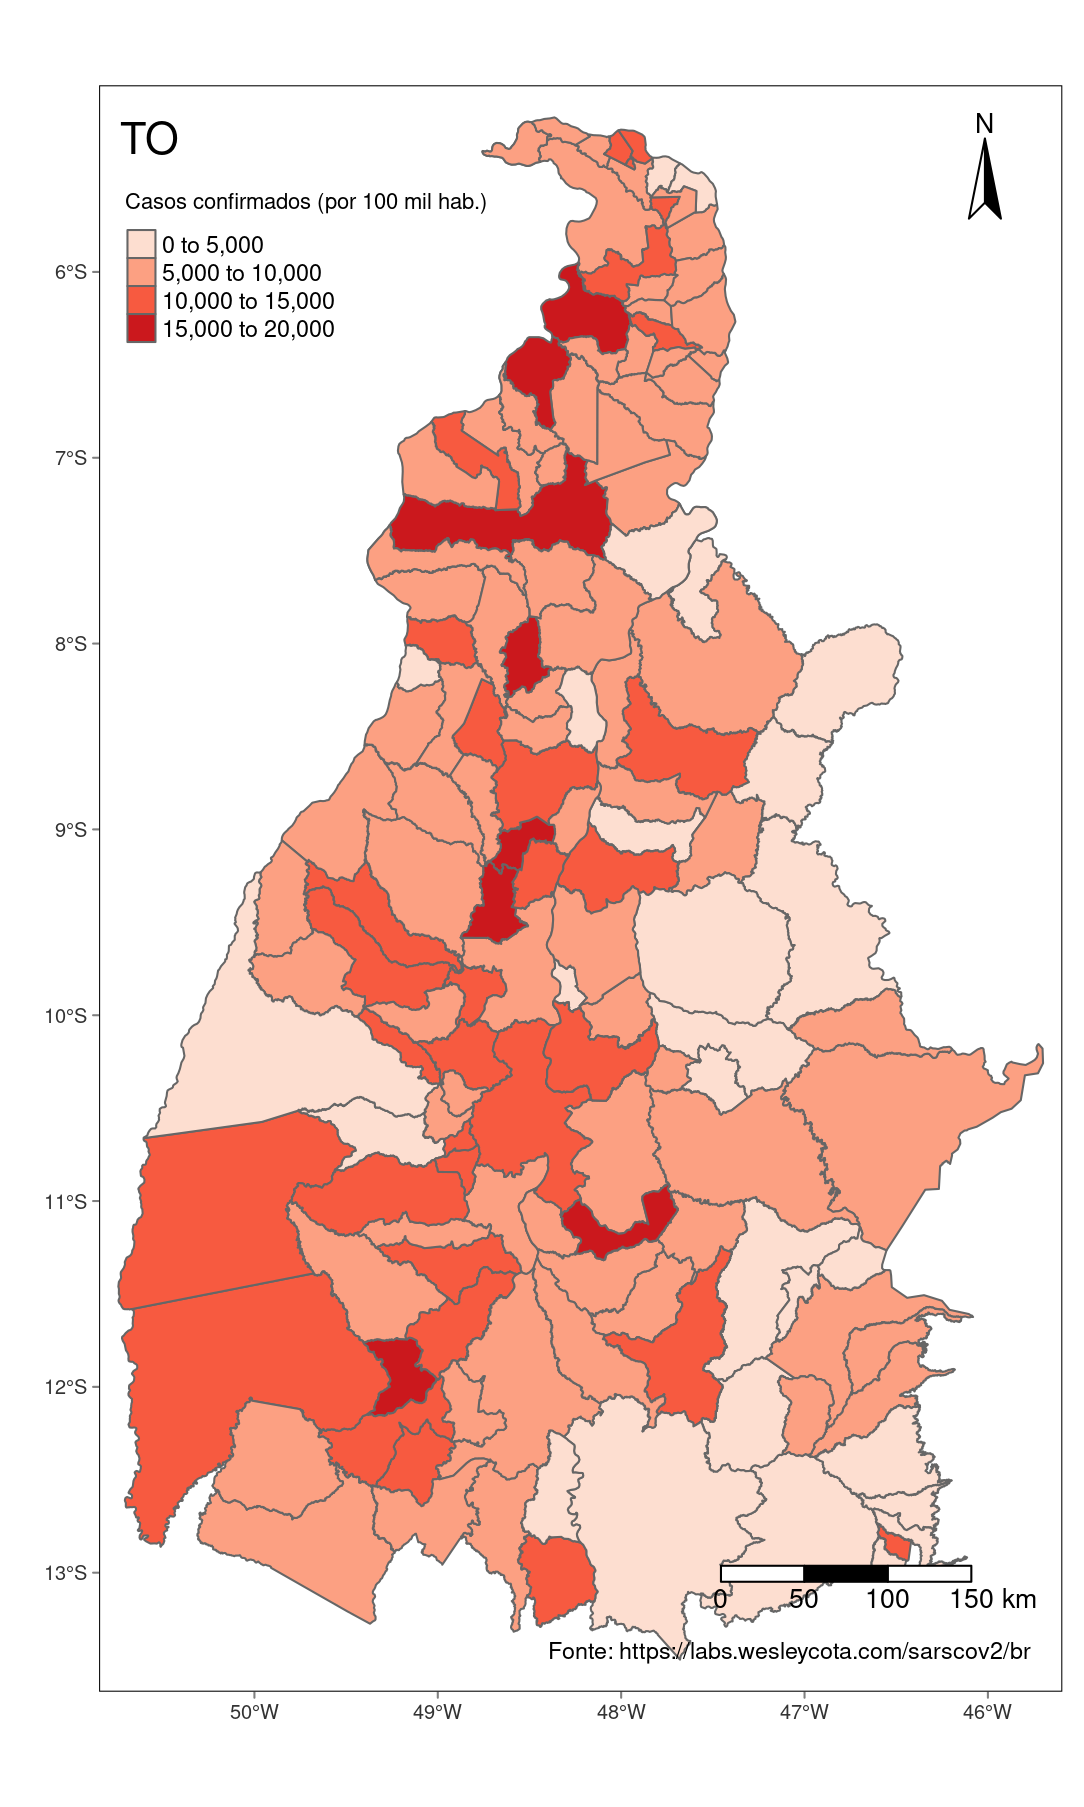 TO
N
Casos confirmados (por 100 mil hab.)
0 to 5,000
5,000 to 10,000
10,000 to 15,000
15,000 to 20,000
6°S
7°S
8°S
9°S
10°S
11°S
12°S
13°S
0 50 100 150 km
Fonte: https://labs.wesleycota.com/sarscov2/br
50°W 49°W 48°W 47°W 46°W